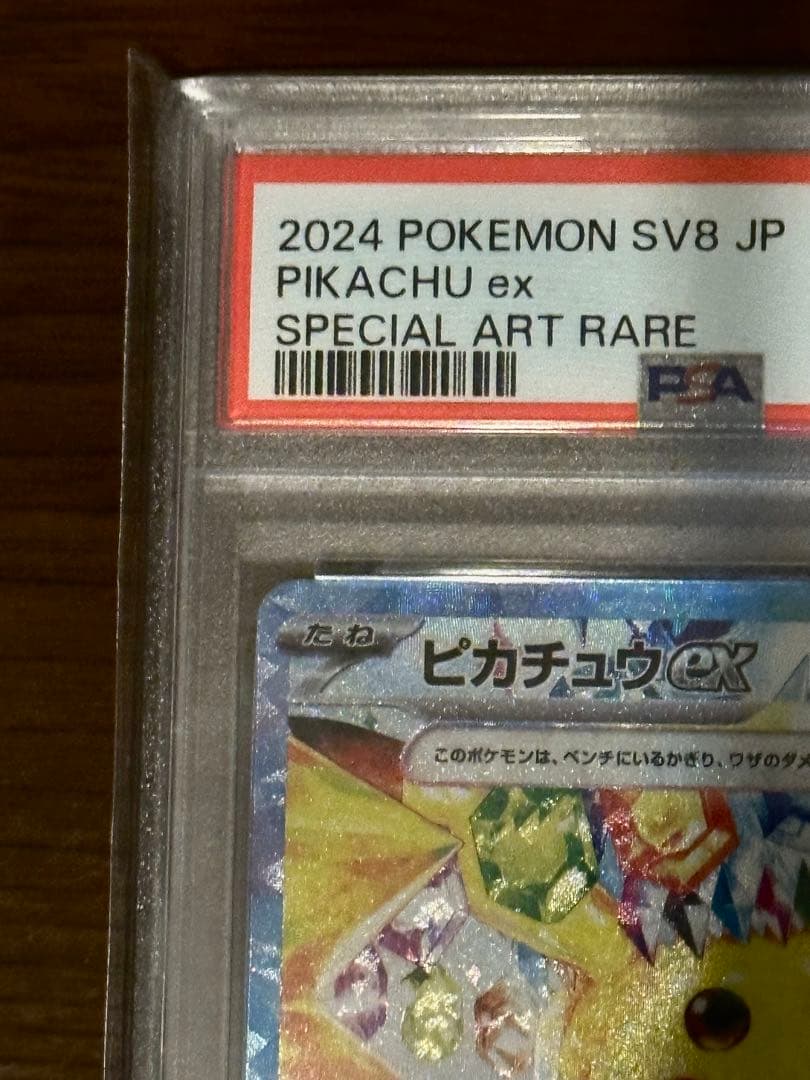 2024 POKEMON SV8 JP
PIKACHU ex
SPECIAL ART RARE
PSA
たね
ピカチュウex
このポケモンは、ベンチにいるかぎり、ワザのダメ